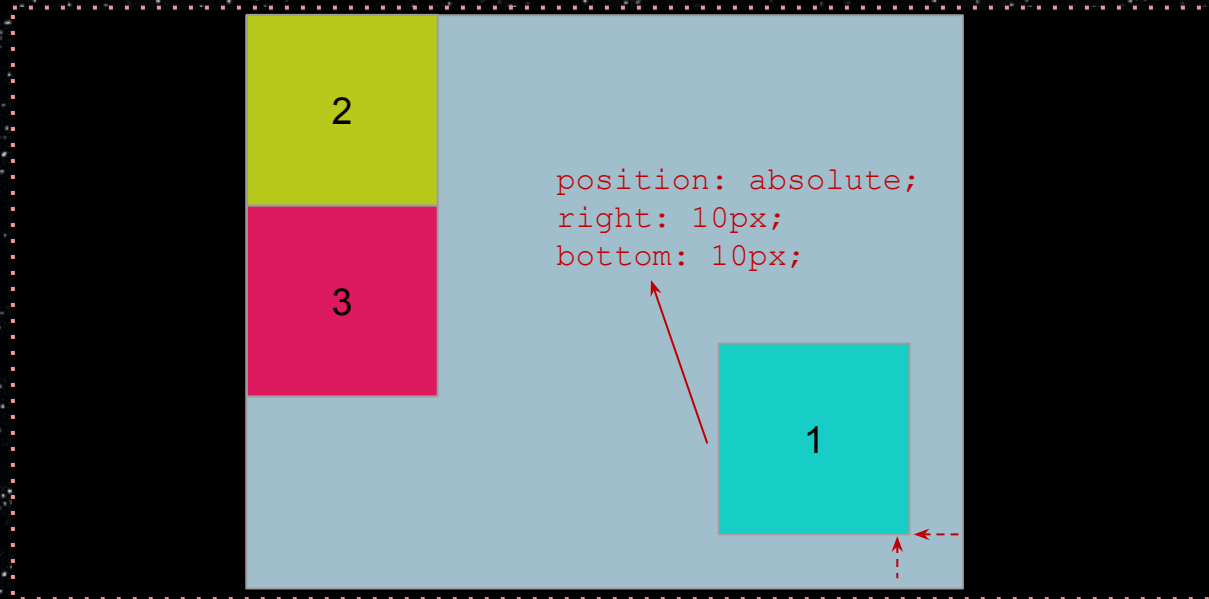 2
position: absolute;
right: 10px;
bottom: 10px;
3
1